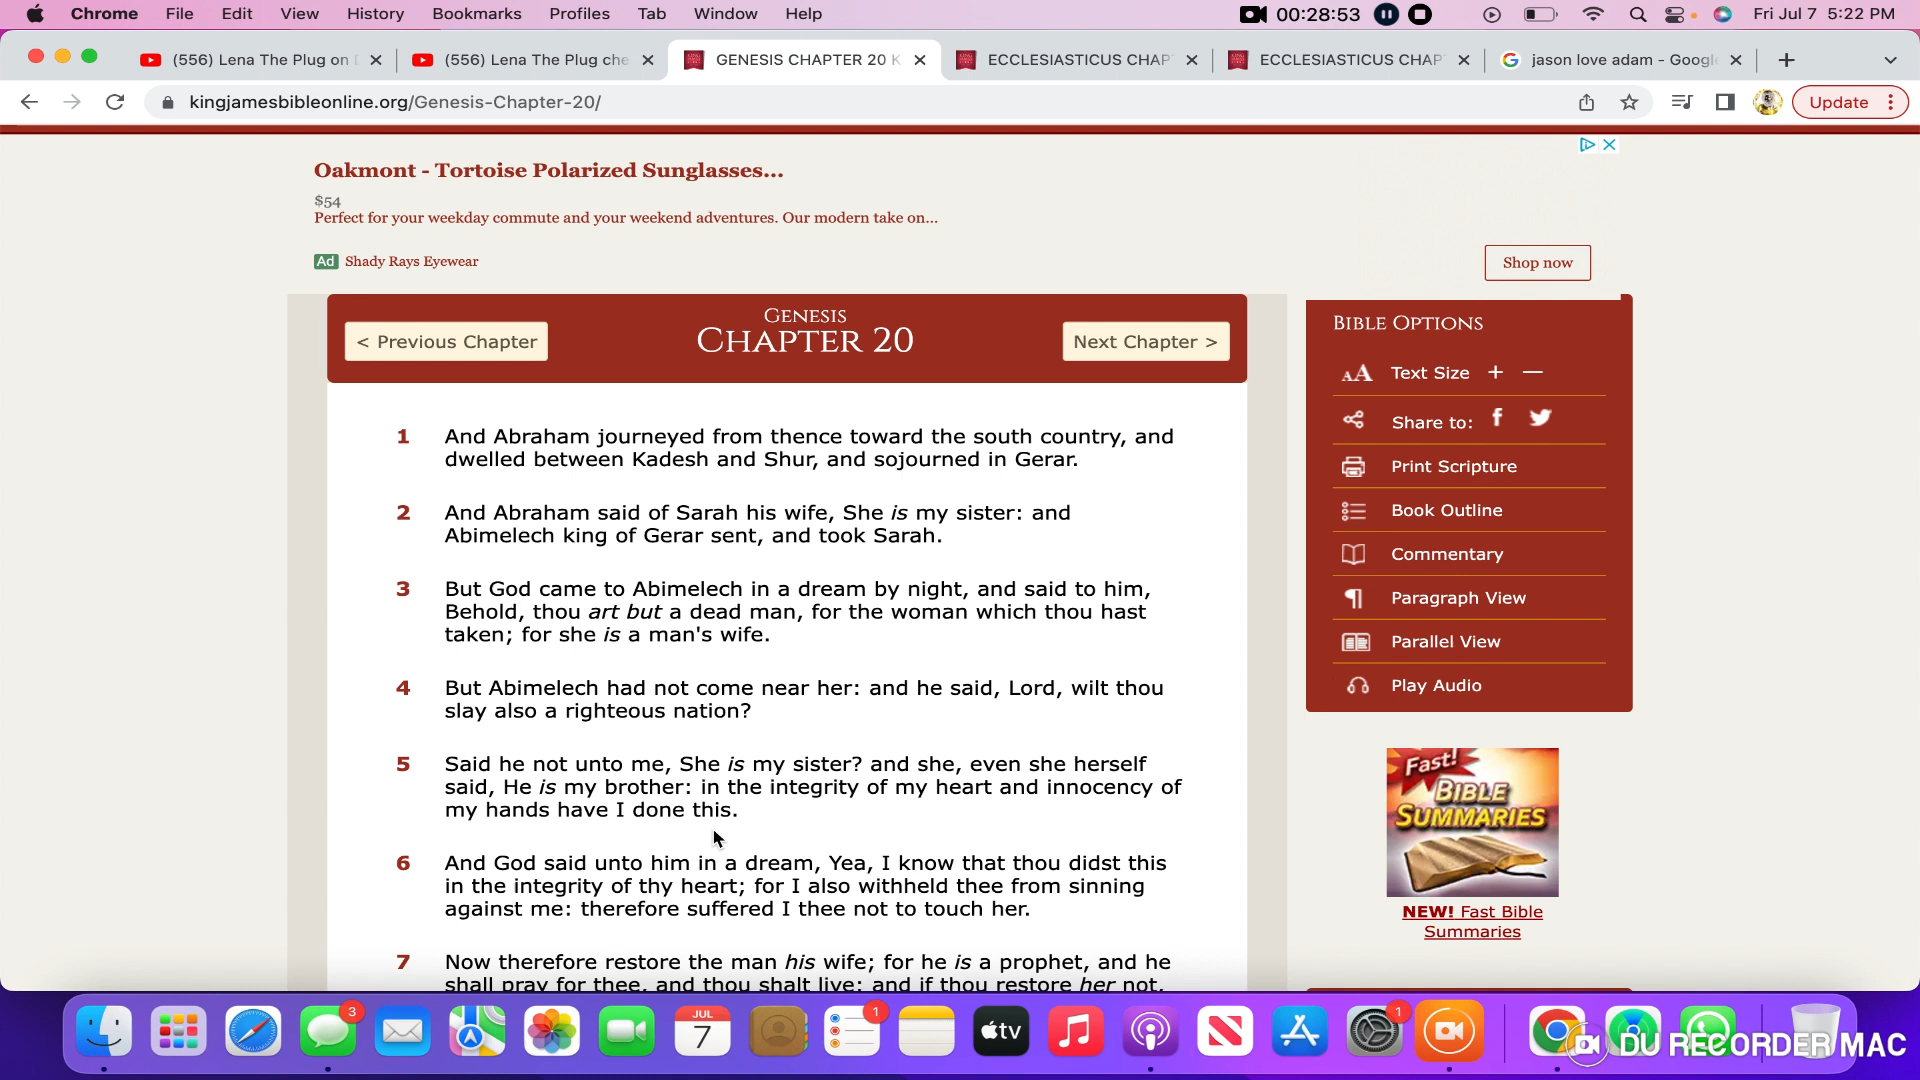 Chrome File Edit View History Bookmarks Profiles Tab Window Help 00:28:53 Fri Jul 7 5:22 PM
(556) Lena The Plug on (556) Lena The Plug che GENESIS CHAPTER 20 K ECCLESIASTICUS CHAP ECCLESIASTICUS CHAP jason love adam - Googl
kingjamesbibleonline.org/Genesis-Chapter-20/ Update
Oakmont - Tortoise Polarized Sunglasses...
$54
Perfect for your weekday commute and your weekend adventures. Our modern take on...
Ad Shady Rays Eyewear
Shop now
GENESIS
< Previous Chapter CHAPTER 20 Next Chapter >
1 And Abraham journeyed from thence toward the south country, and
dwelled between Kadesh and Shur, and sojourned in Gerar.
2 And Abraham said of Sarah his wife, She is my sister: and
Abimelech king of Gerar sent, and took Sarah.
3 But God came to Abimelech in a dream by night, and said to him,
Behold, thou art but a dead man, for the woman which thou hast
taken; for she is a man's wife.
4 But Abimelech had not come near her: and he said, Lord, wilt thou
slay also a righteous nation?
5 Said he not unto me, She is my sister? and she, even she herself
said, He is my brother: in the integrity of my heart and innocency of
my hands have I done this.
6 And God said unto him in a dream, Yea, I know that thou didst this
in the integrity of thy heart; for I also withheld thee from sinning
against me: therefore suffered I thee not to touch her.
7 Now therefore restore the man his wife; for he is a prophet, and he
shall pray for thee, and thou shalt live: and if thou restore her not,
BIBLE OPTIONS
AA Text Size + —
Share to: f
Print Scripture
Book Outline
Commentary
Paragraph View
Parallel View
Play Audio
Fast!
BIBLE
SUMMARIES
NEW! Fast Bible
Summaries
3
JUL
7
1
tv
1
DU RECORDER MAC